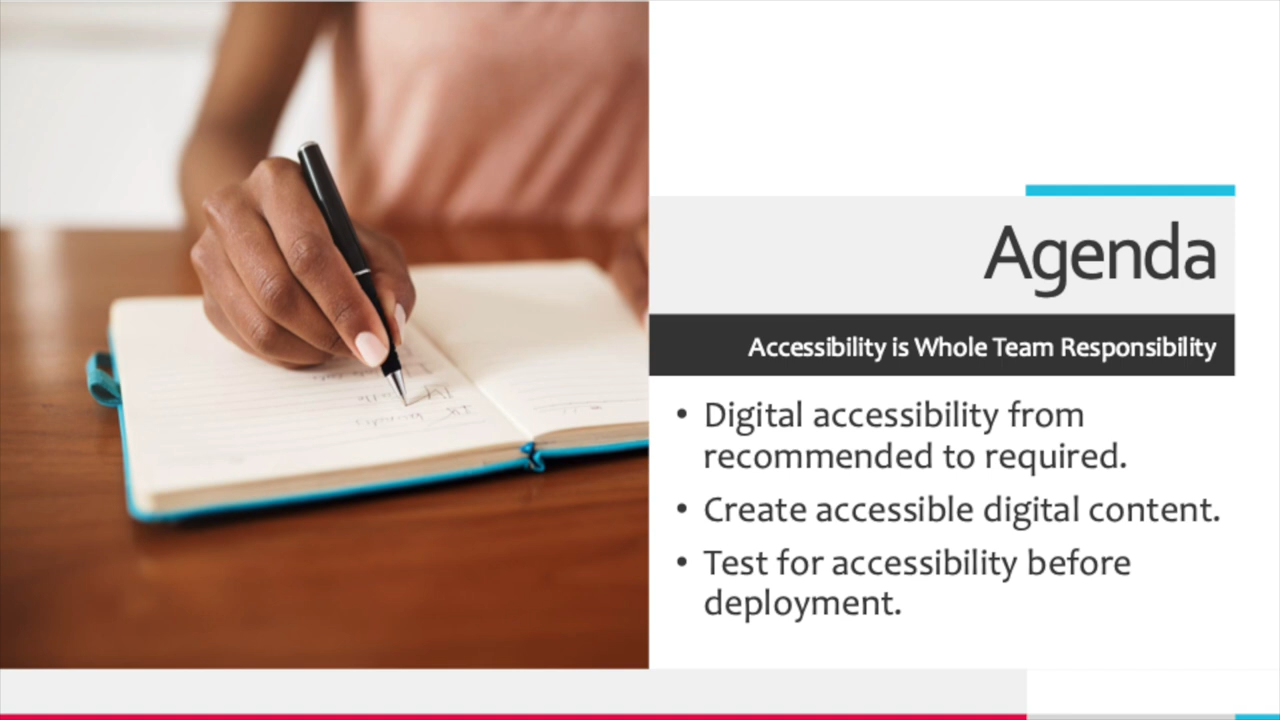 Agenda
Accessibility is Whole Team Responsibility
• Digital accessibility from
recommended to required.
• Create accessible digital content.
• Test for accessibility before
deployment.